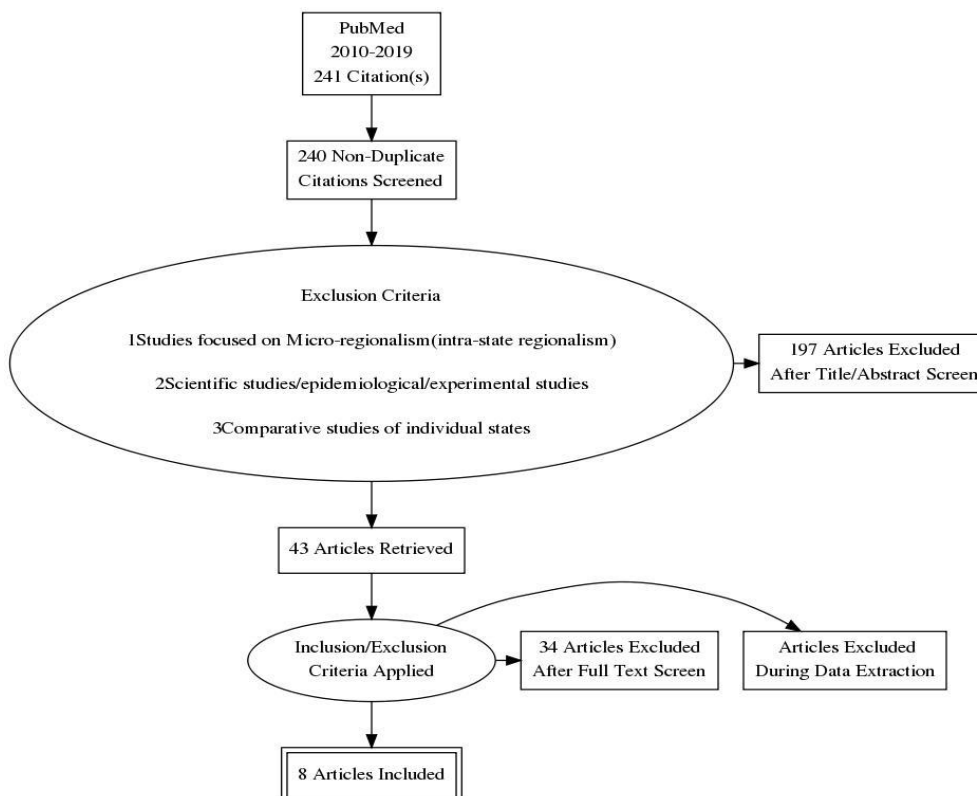 PubMed
2010-2019
241 Citation(s)
240 Non-Duplicate
Citations Screened
Exclusion Criteria
1Studies focused on Micro-regionalism(intra-state regionalism)
2Scientific studies/epidemiological/experimental studies
3Comparative studies of individual states
197 Articles Excluded
After Title/Abstract Screen
43 Articles Retrieved
Inclusion/Exclusion
Criteria Applied
34 Articles Excluded
After Full Text Screen
Articles Excluded
During Data Extraction
8 Articles Included